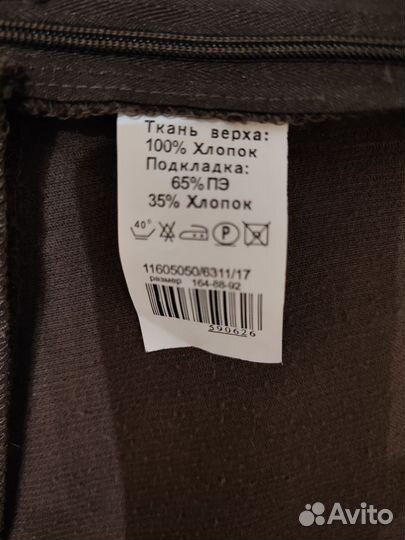 Ткань верха:
100% Хлопок
Подкладка:
65% ПЭ
35% Хлопок
40° P
11605050/6311/17
размер 164-88-92
590626
Avito